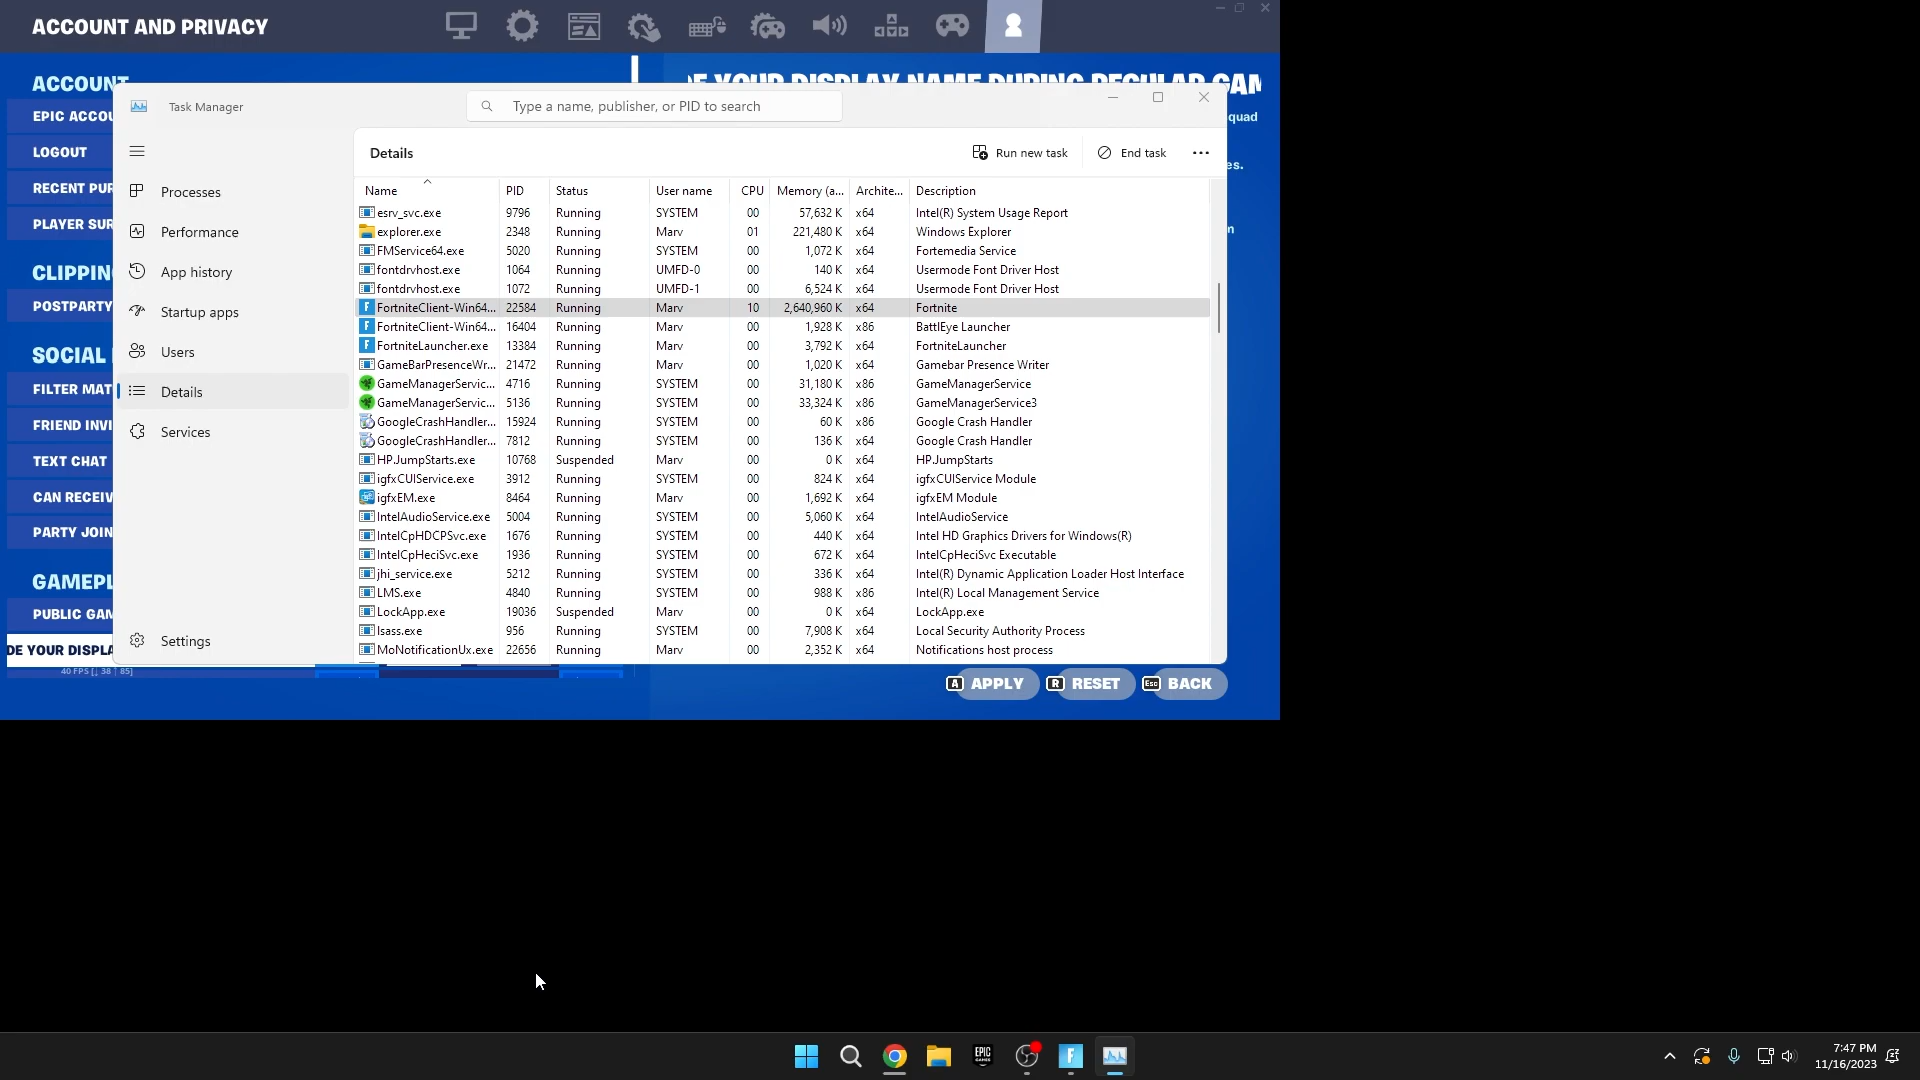 ACCOUNT AND PRIVACY
ACCOUNT
EPIC ACCOU
LOGOUT
RECENT PUR
PLAYER SUR
CLIPPIN
POSTPARTY
SOCIAL
FILTER MAT
FRIEND INVI
TEXT CHAT
CAN RECEIV
PARTY JOIN
GAMEPL
PUBLIC GAM
DE YOUR DISPLA
40 FPS [↓ 38 ↑ 85]
E YOUR DISPLAY NAME DURING REGULAR GAM
quad
es.
n
Task Manager
Type a name, publisher, or PID to search
Processes
Performance
App history
Startup apps
Users
Details
Services
Settings
Details
Run new task
End task
Name PID Status User name CPU Memory (a... Archite... Description
esrv_svc.exe 9796 Running SYSTEM 00 57,632 K x64 Intel(R) System Usage Report
explorer.exe 2348 Running Marv 01 221,480 K x64 Windows Explorer
FMService64.exe 5020 Running SYSTEM 00 1,072 K x64 Fortemedia Service
fontdrvhost.exe 1064 Running UMFD-0 00 140 K x64 Usermode Font Driver Host
fontdrvhost.exe 1072 Running UMFD-1 00 6,524 K x64 Usermode Font Driver Host
FortniteClient-Win64... 22584 Running Marv 10 2,640,960 K x64 Fortnite
FortniteClient-Win64... 16404 Running Marv 00 1,928 K x86 BattlEye Launcher
FortniteLauncher.exe 13384 Running Marv 00 3,792 K x64 FortniteLauncher
GameBarPresenceWr... 21472 Running Marv 00 1,020 K x64 Gamebar Presence Writer
GameManagerServic... 4716 Running SYSTEM 00 31,180 K x86 GameManagerService
GameManagerServic... 5136 Running SYSTEM 00 33,324 K x86 GameManagerService3
GoogleCrashHandler... 15924 Running SYSTEM 00 60 K x86 Google Crash Handler
GoogleCrashHandler... 7812 Running SYSTEM 00 136 K x64 Google Crash Handler
HP.JumpStarts.exe 10768 Suspended Marv 00 0 K x64 HP.JumpStarts
igfxCUIService.exe 3912 Running SYSTEM 00 824 K x64 igfxCUIService Module
igfxEM.exe 8464 Running Marv 00 1,692 K x64 igfxEM Module
IntelAudioService.exe 5004 Running SYSTEM 00 5,060 K x64 IntelAudioService
IntelCpHDCPSvc.exe 1676 Running SYSTEM 00 440 K x64 Intel HD Graphics Drivers for Windows(R)
IntelCpHeciSvc.exe 1936 Running SYSTEM 00 672 K x64 IntelCpHeciSvc Executable
jhi_service.exe 5212 Running SYSTEM 00 336 K x64 Intel(R) Dynamic Application Loader Host Interface
LMS.exe 4840 Running SYSTEM 00 988 K x86 Intel(R) Local Management Service
LockApp.exe 19036 Suspended Marv 00 0 K x64 LockApp.exe
lsass.exe 956 Running SYSTEM 00 7,908 K x64 Local Security Authority Process
MoNotificationUx.exe 22656 Running Marv 00 2,352 K x64 Notifications host process
A APPLY R RESET Esc BACK
EPIC GAMES
7:47 PM
11/16/2023